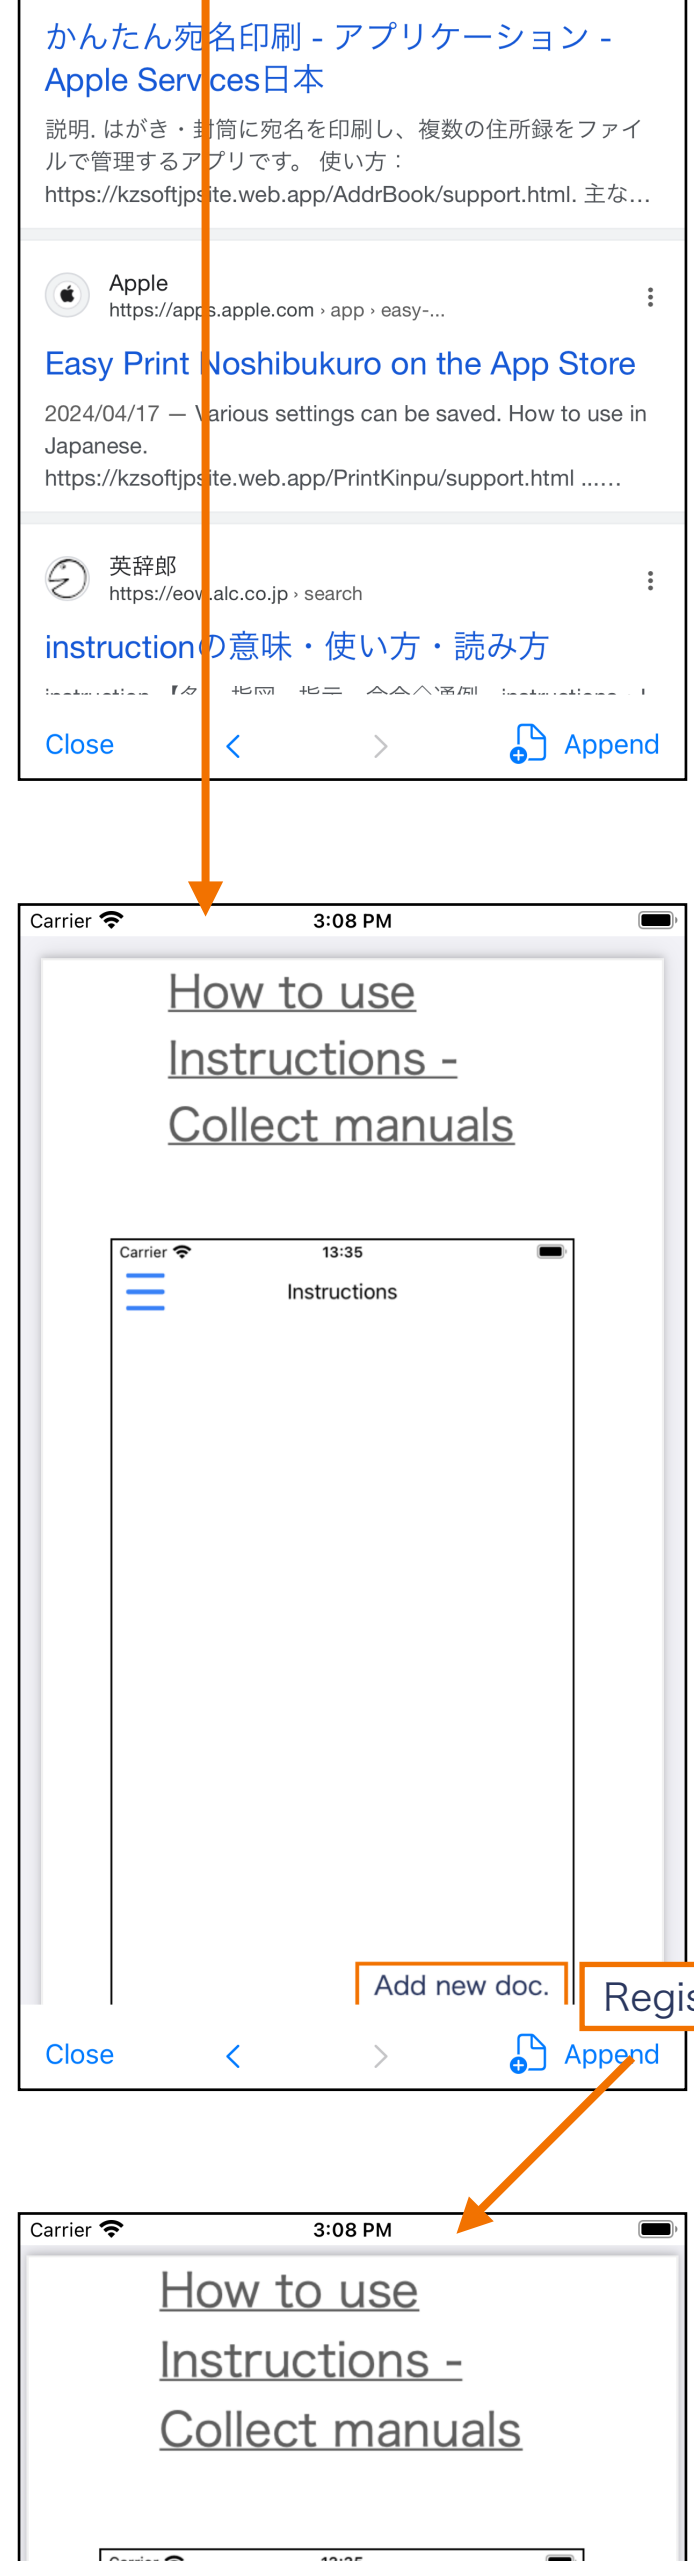 かんたん宛名印刷 - アプリケーション -
Apple Services日本
説明. はがき・封筒に宛名を印刷し、複数の住所録をファイ
ルで管理するアプリです。 使い方：
https://kzsoftjpsite.web.app/AddrBook/support.html. 主な...
Apple
https://apps.apple.com › app › easy-...
Easy Print Noshibukuro on the App Store
2024/04/17 — Various settings can be saved. How to use in
Japanese.
https://kzsoftjpsite.web.app/PrintKinpu/support.html ......
英辞郎
https://eow.alc.co.jp › search
instructionの意味・使い方・読み方
Close
Append
Carrier
3:08 PM
How to use
Instructions -
Collect manuals
Carrier
13:35
Instructions
Add new doc.
Regis
Close
Append
Carrier
3:08 PM
How to use
Instructions -
Collect manuals